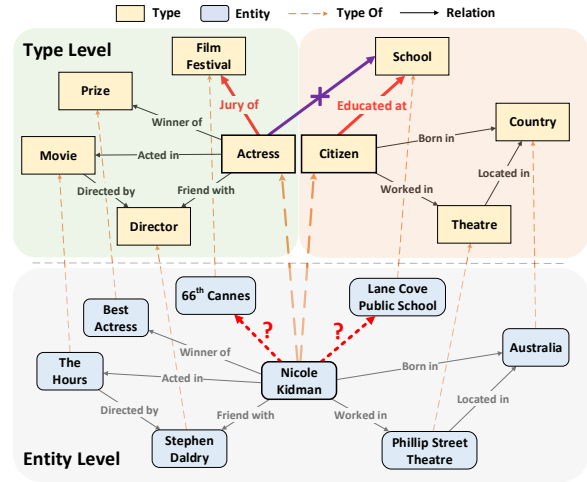 Type Entity Type Of Relation
Type Level
Film
Festival
School
Prize
Jury of
Educated at
Country
Winner of
Born in
Movie
Acted in
Actress
Citizen
Located in
Directed by
Friend with
Worked in
Director
Theatre
66th Cannes
Lane Cove
Public School
Best
Actress
? ?
Australia
The
Hours
Winner of
Born in
Acted in
Nicole
Kidman
Located in
Directed by
Friend with
Worked in
Stephen
Daldry
Phillip Street
Theatre
Entity Level